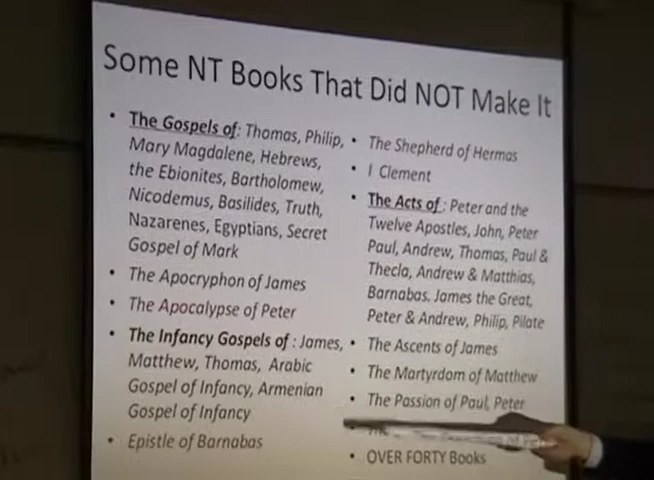 Some NT Books That Did NOT Make It
• The Gospels of: Thomas, Philip,
Mary Magdalene, Hebrews,
the Ebionites, Bartholomew,
Nicodemus, Basilides, Truth,
Nazarenes, Egyptians, Secret
Gospel of Mark
• The Apocryphon of James
• The Apocalypse of Peter
• The Infancy Gospels of : James,
Matthew, Thomas, Arabic
Gospel of Infancy, Armenian
Gospel of Infancy
• Epistle of Barnabas
• The Shepherd of Hermas
• I Clement
• The Acts of : Peter and the
Twelve Apostles, John, Peter
Paul, Andrew, Thomas, Paul &
Thecla, Andrew & Matthias,
Barnabas. James the Great,
Peter & Andrew, Philip, Pilate
• The Ascents of James
• The Martyrdom of Matthew
• The Passion of Paul, Peter
• OVER FORTY Books